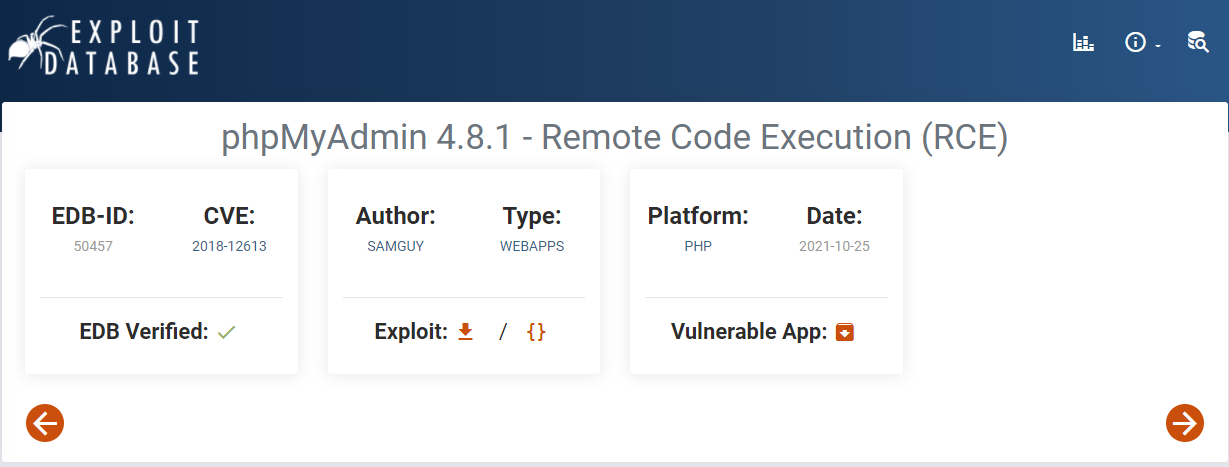 EXPLOIT
DATABASE
phpMyAdmin 4.8.1 - Remote Code Execution (RCE)
EDB-ID: CVE:
50457 2018-12613
EDB Verified:
Author: Type:
SAMGUY WEBAPPS
Exploit: / {}
Platform: Date:
PHP 2021-10-25
Vulnerable App: